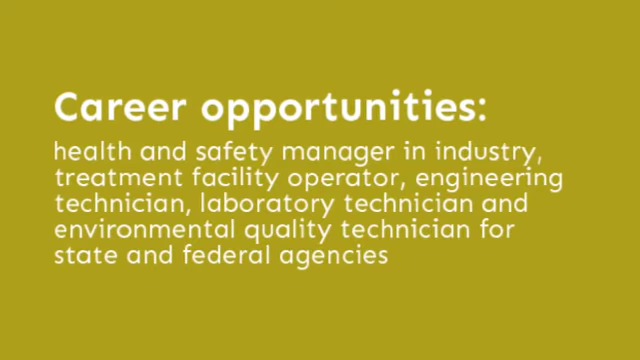 Career opportunities:
health and safety manager in industry,
treatment facility operator, engineering
technician, laboratory technician and
environmental quality technician for
state and federal agencies